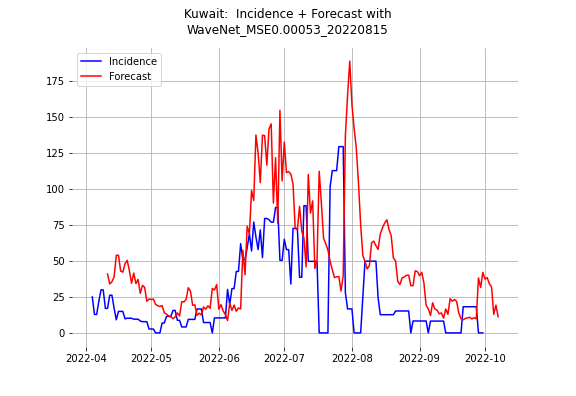 Kuwait: Incidence + Forecast with
WaveNet_MSE0.00053_20220815
Incidence
Forecast
175
150
125
100
75
50
25
0
2022-04 2022-05 2022-06 2022-07 2022-08 2022-09 2022-10